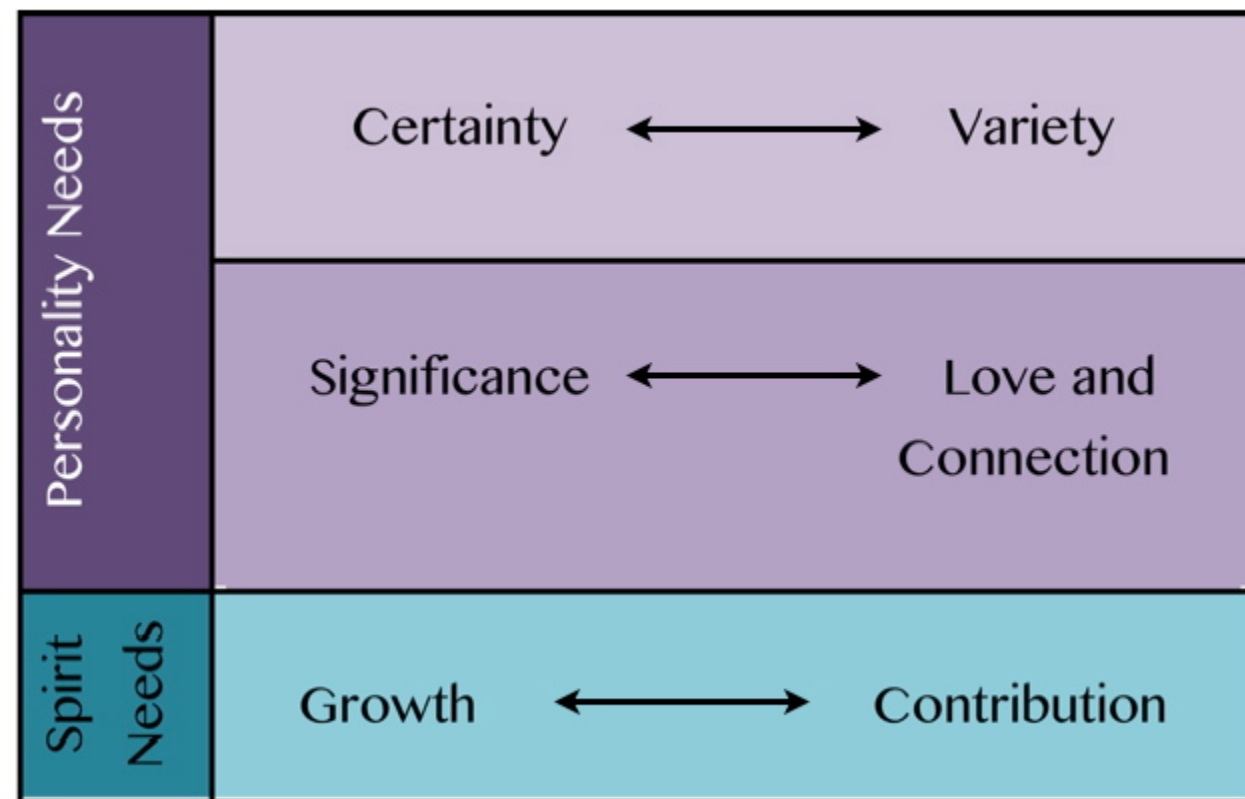 Personality Needs
Certainty
Variety
Significance
Love and
Connection
Spirit
Needs
Growth
Contribution